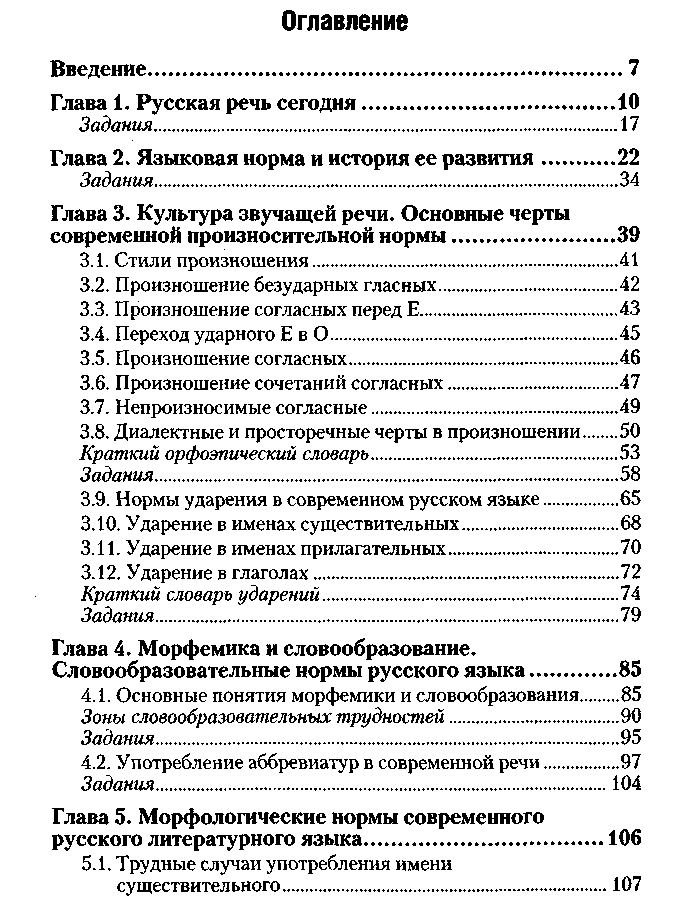 Оглавление
Введение........ 7
Глава 1. Русская речь сегодня ........10
Задания........17
Глава 2. Языковая норма и история ее развития ........22
Задания........34
Глава 3. Культура звучащей речи. Основные черты
современной произносительной нормы ........39
3.1. Стили произношения ........41
3.2. Произношение безударных гласных........42
3.3. Произношение согласных перед Е........43
3.4. Переход ударного Е в О........45
3.5. Произношение согласных........46
3.6. Произношение сочетаний согласных ........47
3.7. Непроизносимые согласные ........49
3.8. Диалектные и просторечные черты в произношении........50
Краткий орфоэпический словарь........53
Задания........58
3.9. Нормы ударения в современном русском языке ........65
3.10. Ударение в именах существительных........68
3.11. Ударение в именах прилагательных........70
3.12. Ударение в глаголах ........72
Краткий словарь ударений........74
Задания........79
Глава 4. Морфемика и словообразование.
Словообразовательные нормы русского языка ........85
4.1. Основные понятия морфемики и словообразования........85
Зоны словообразовательных трудностей ........90
Задания........95
4.2. Употребление аббревиатур в современной речи ........97
Задания........ 104
Глава 5. Морфологические нормы современного
русского литературного языка........ 106
5.1. Трудные случаи употребления имени
существительного........ 107